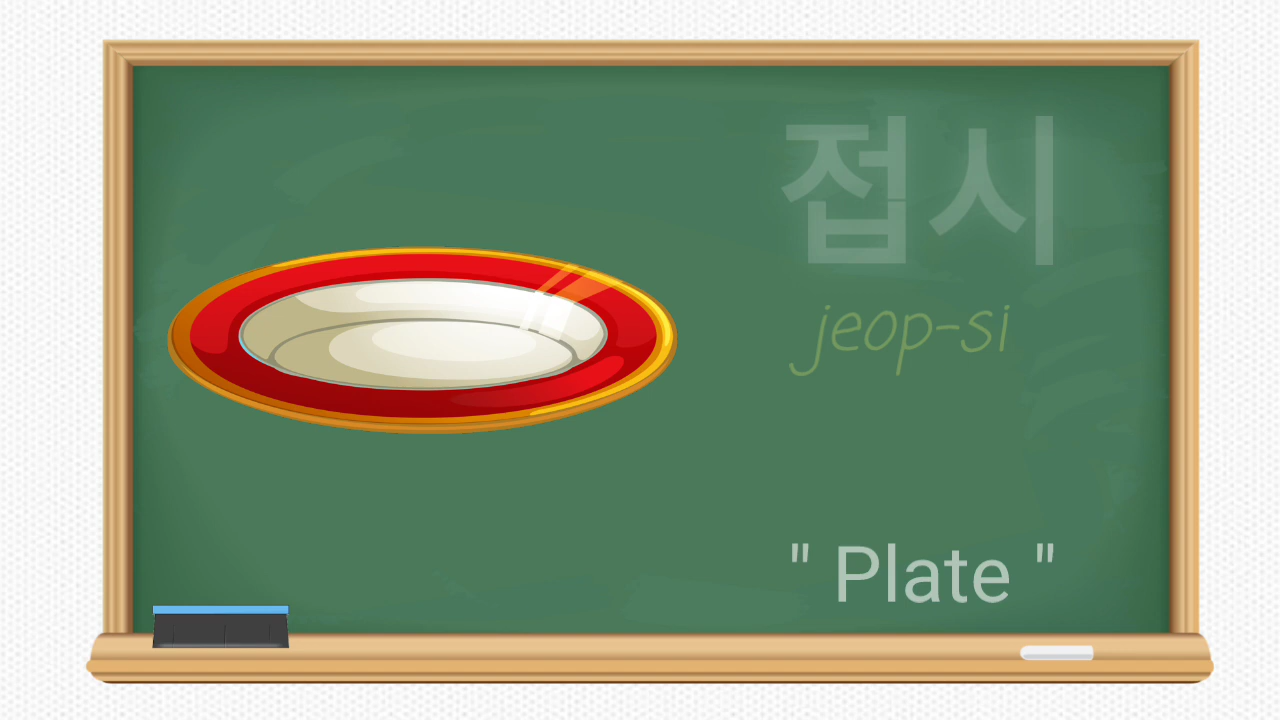 접시
jeop-si
" Plate "